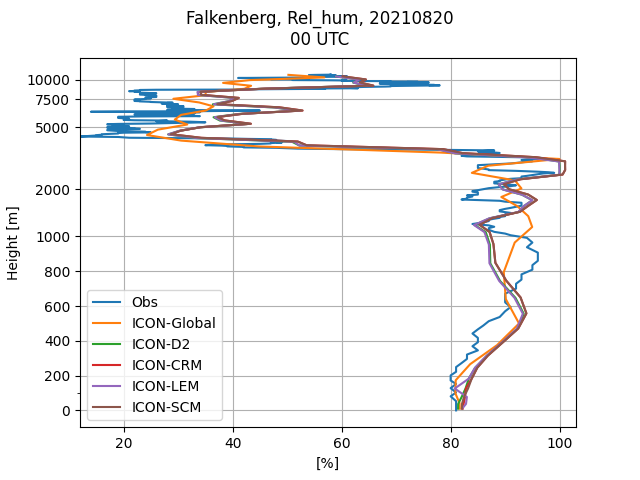 Falkenberg, Rel_hum, 20210820
00 UTC
Height [m]
10000
7500
5000
2000
1000
800
600
400
200
0
Obs
ICON-Global
ICON-D2
ICON-CRM
ICON-LEM
ICON-SCM
20 40 60 80 100
[%]